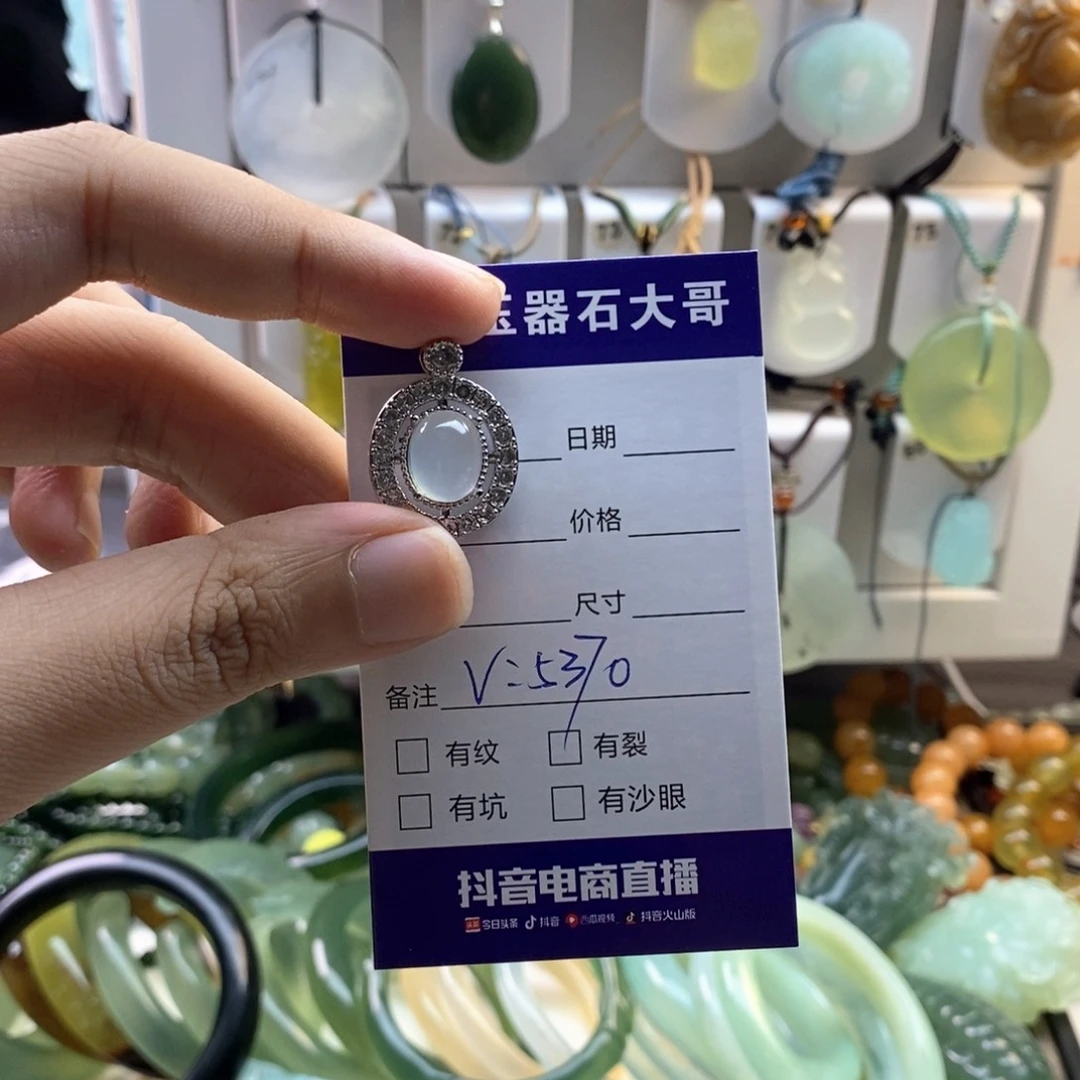 玉器石大哥
日期
价格
尺寸
备注 V=5370
有纹 有裂
有坑 有沙眼
抖音电商直播
今日头条 抖音 西瓜视频 抖音火山版